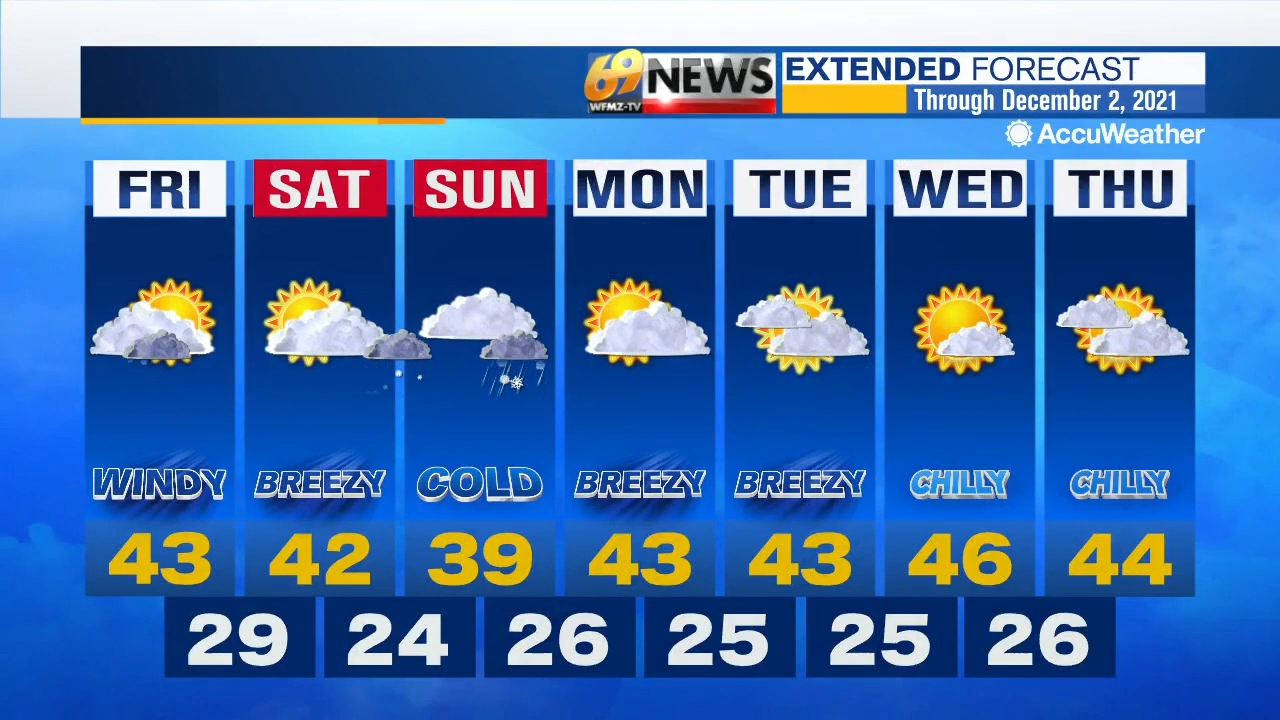 69 NEWS
WFMZ-TV
EXTENDED FORECAST
Through December 2, 2021
AccuWeather
FRI SAT SUN MON TUE WED THU
WINDY BREEZY COLD BREEZY BREEZY CHILLY CHILLY
43 42 39 43 43 46 44
29 24 26 25 25 26